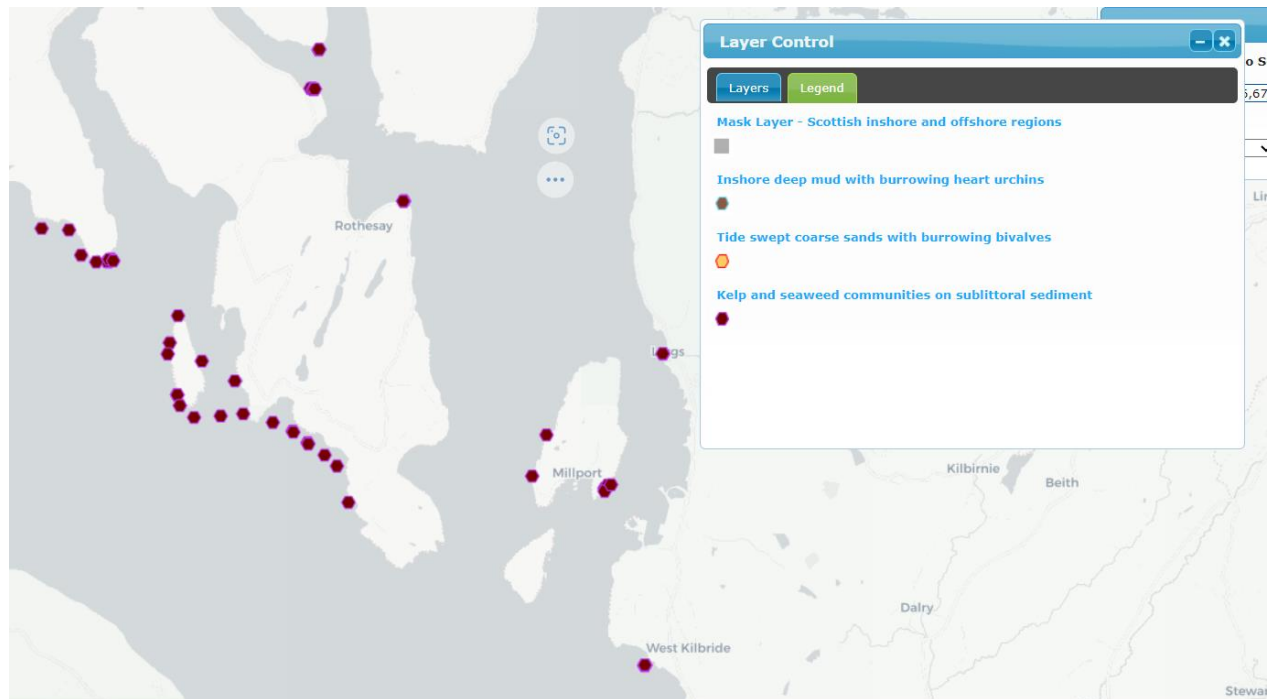 Layer Control
o S
Layers
Legend
5,67
Mask Layer - Scottish inshore and offshore regions
Inshore deep mud with burrowing heart urchins
Tide swept coarse sands with burrowing bivalves
Kelp and seaweed communities on sublittoral sediment
Rothesay
Millport
Kilbirnie
Beith
Dalry
West Kilbride